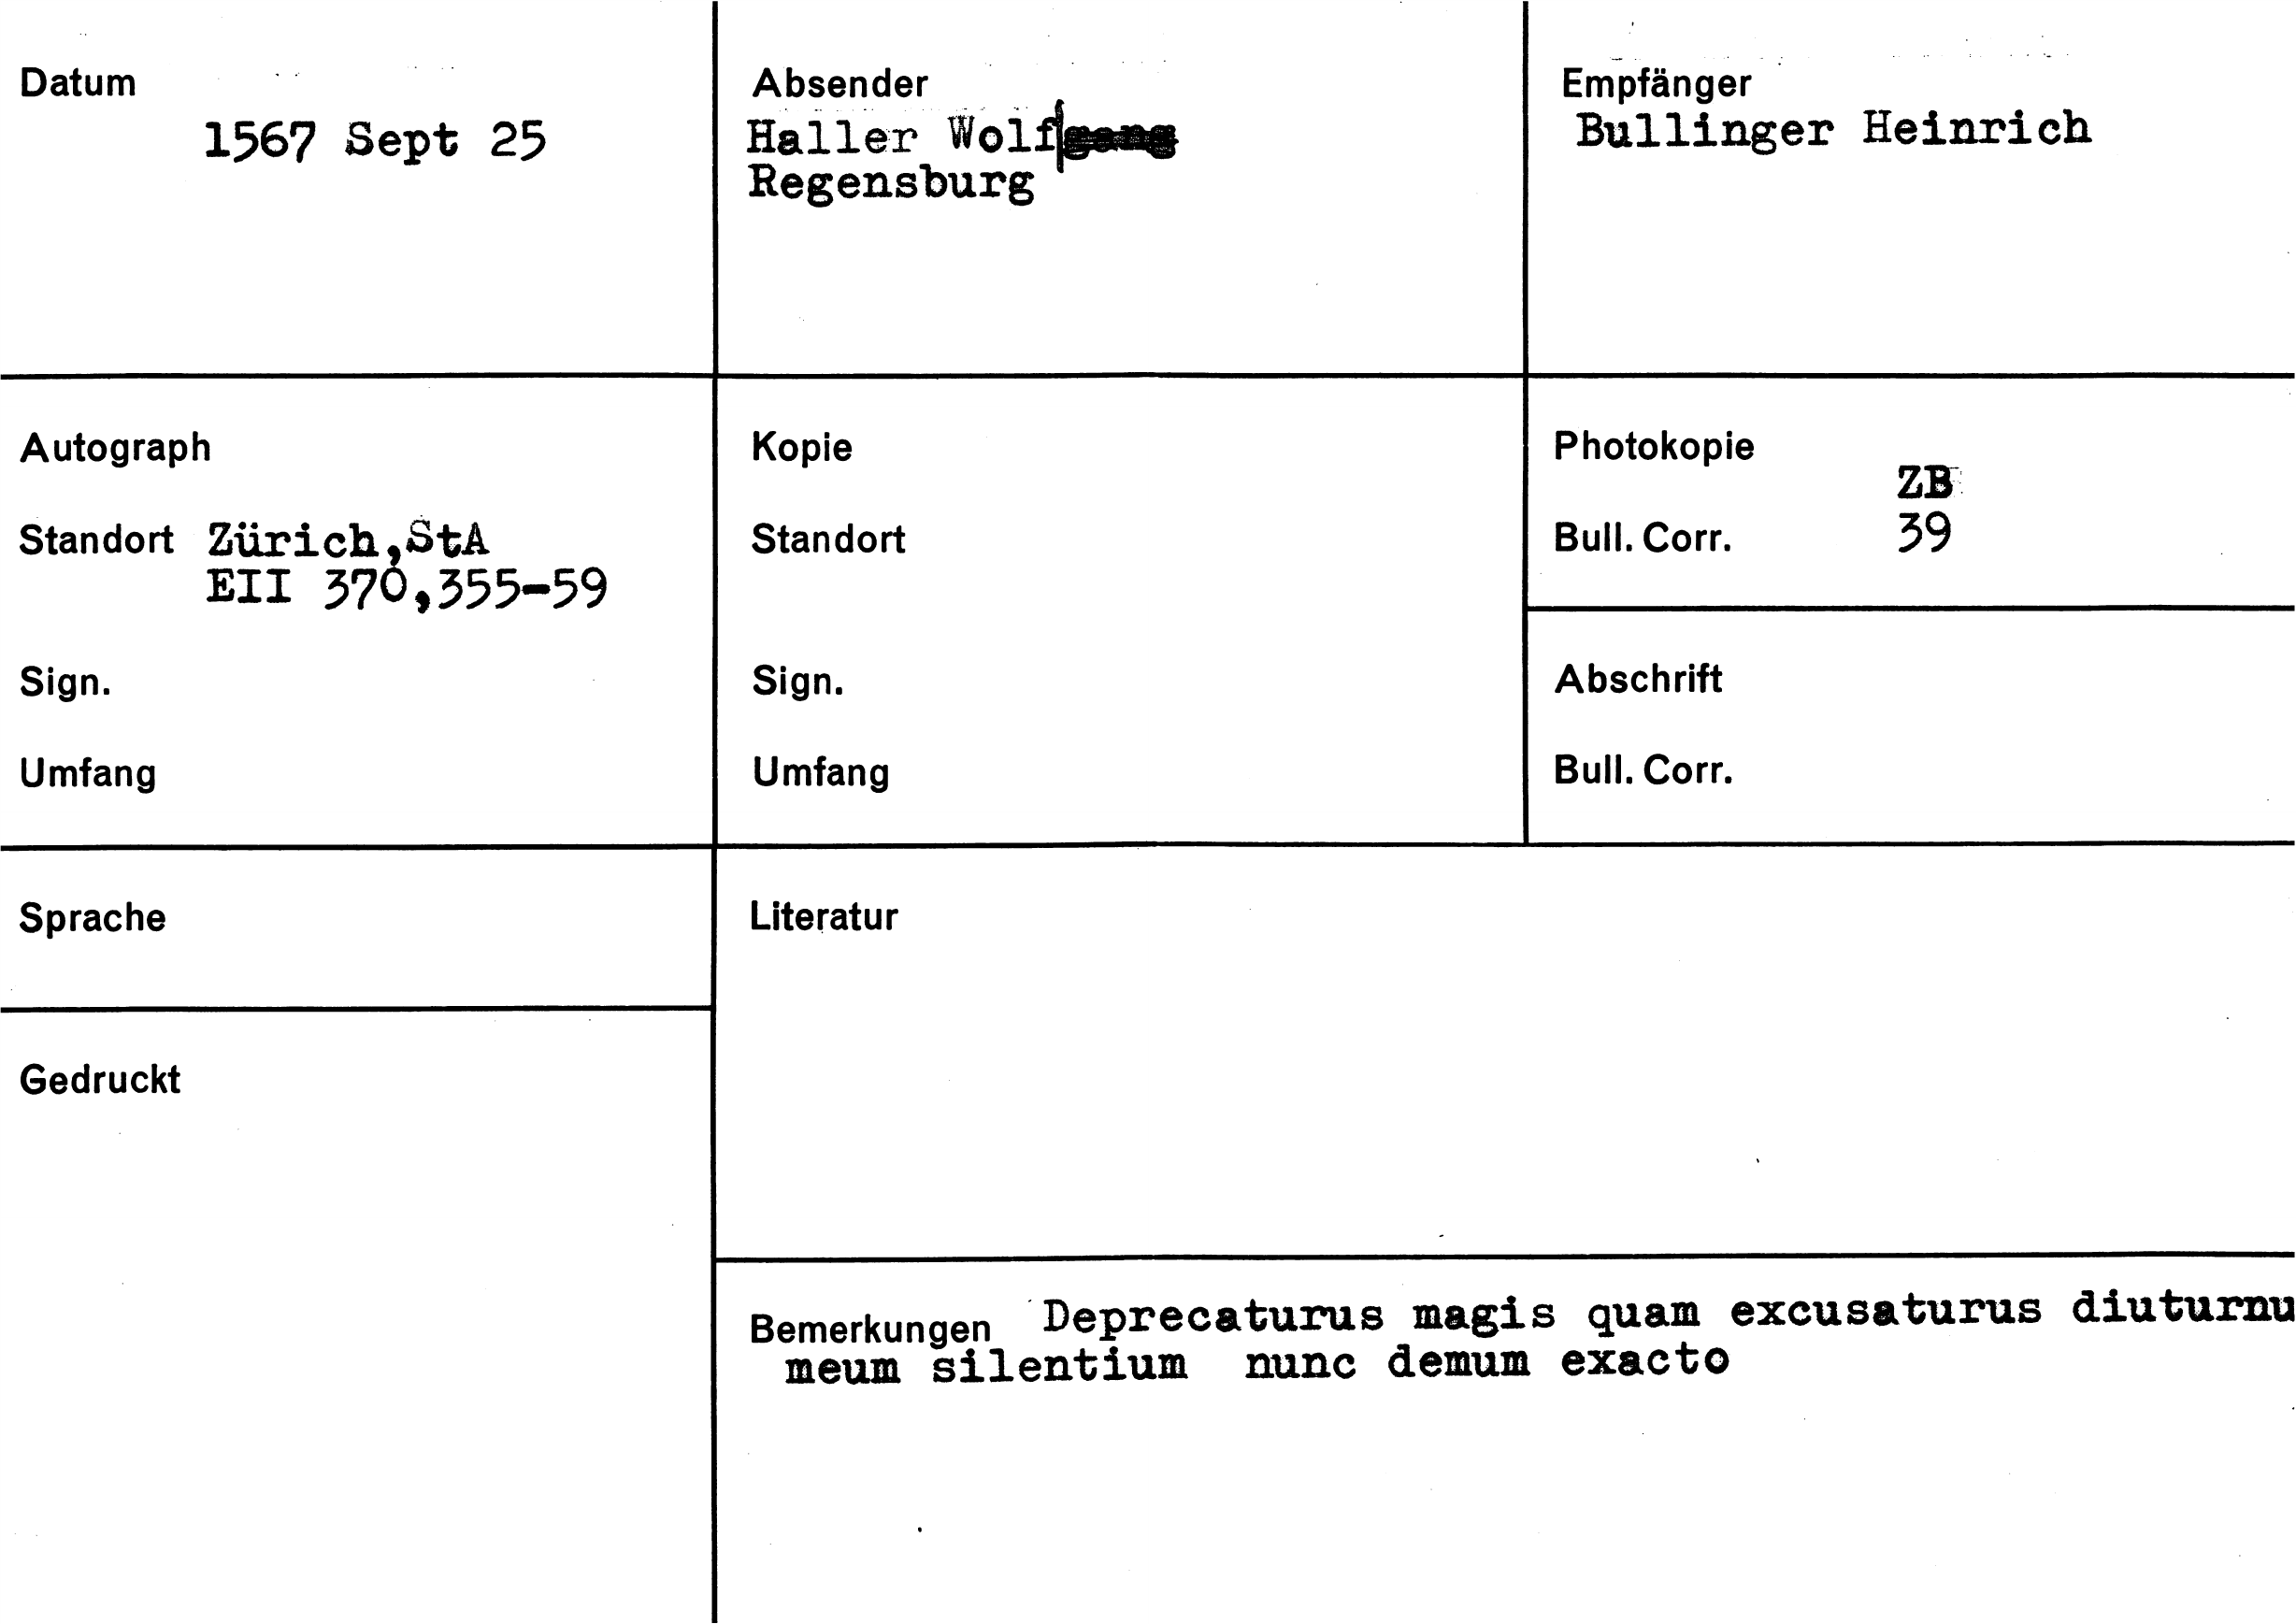 Datum
1567 Sept 25
Absender
Haller Wolfgang
Regensburg
Empfänger
Bullinger Heinrich
Autograph
Standort Zürich,StA
EII 370,355-59
Sign.
Umfang
Kopie
Standort
Sign.
Umfang
Photokopie
ZB
Bull. Corr. 39
Abschrift
Bull. Corr.
Sprache
Literatur
Gedruckt
Bemerkungen Deprecaturus magis quam excusaturus diuturnu
meum silentium nunc demum exacto